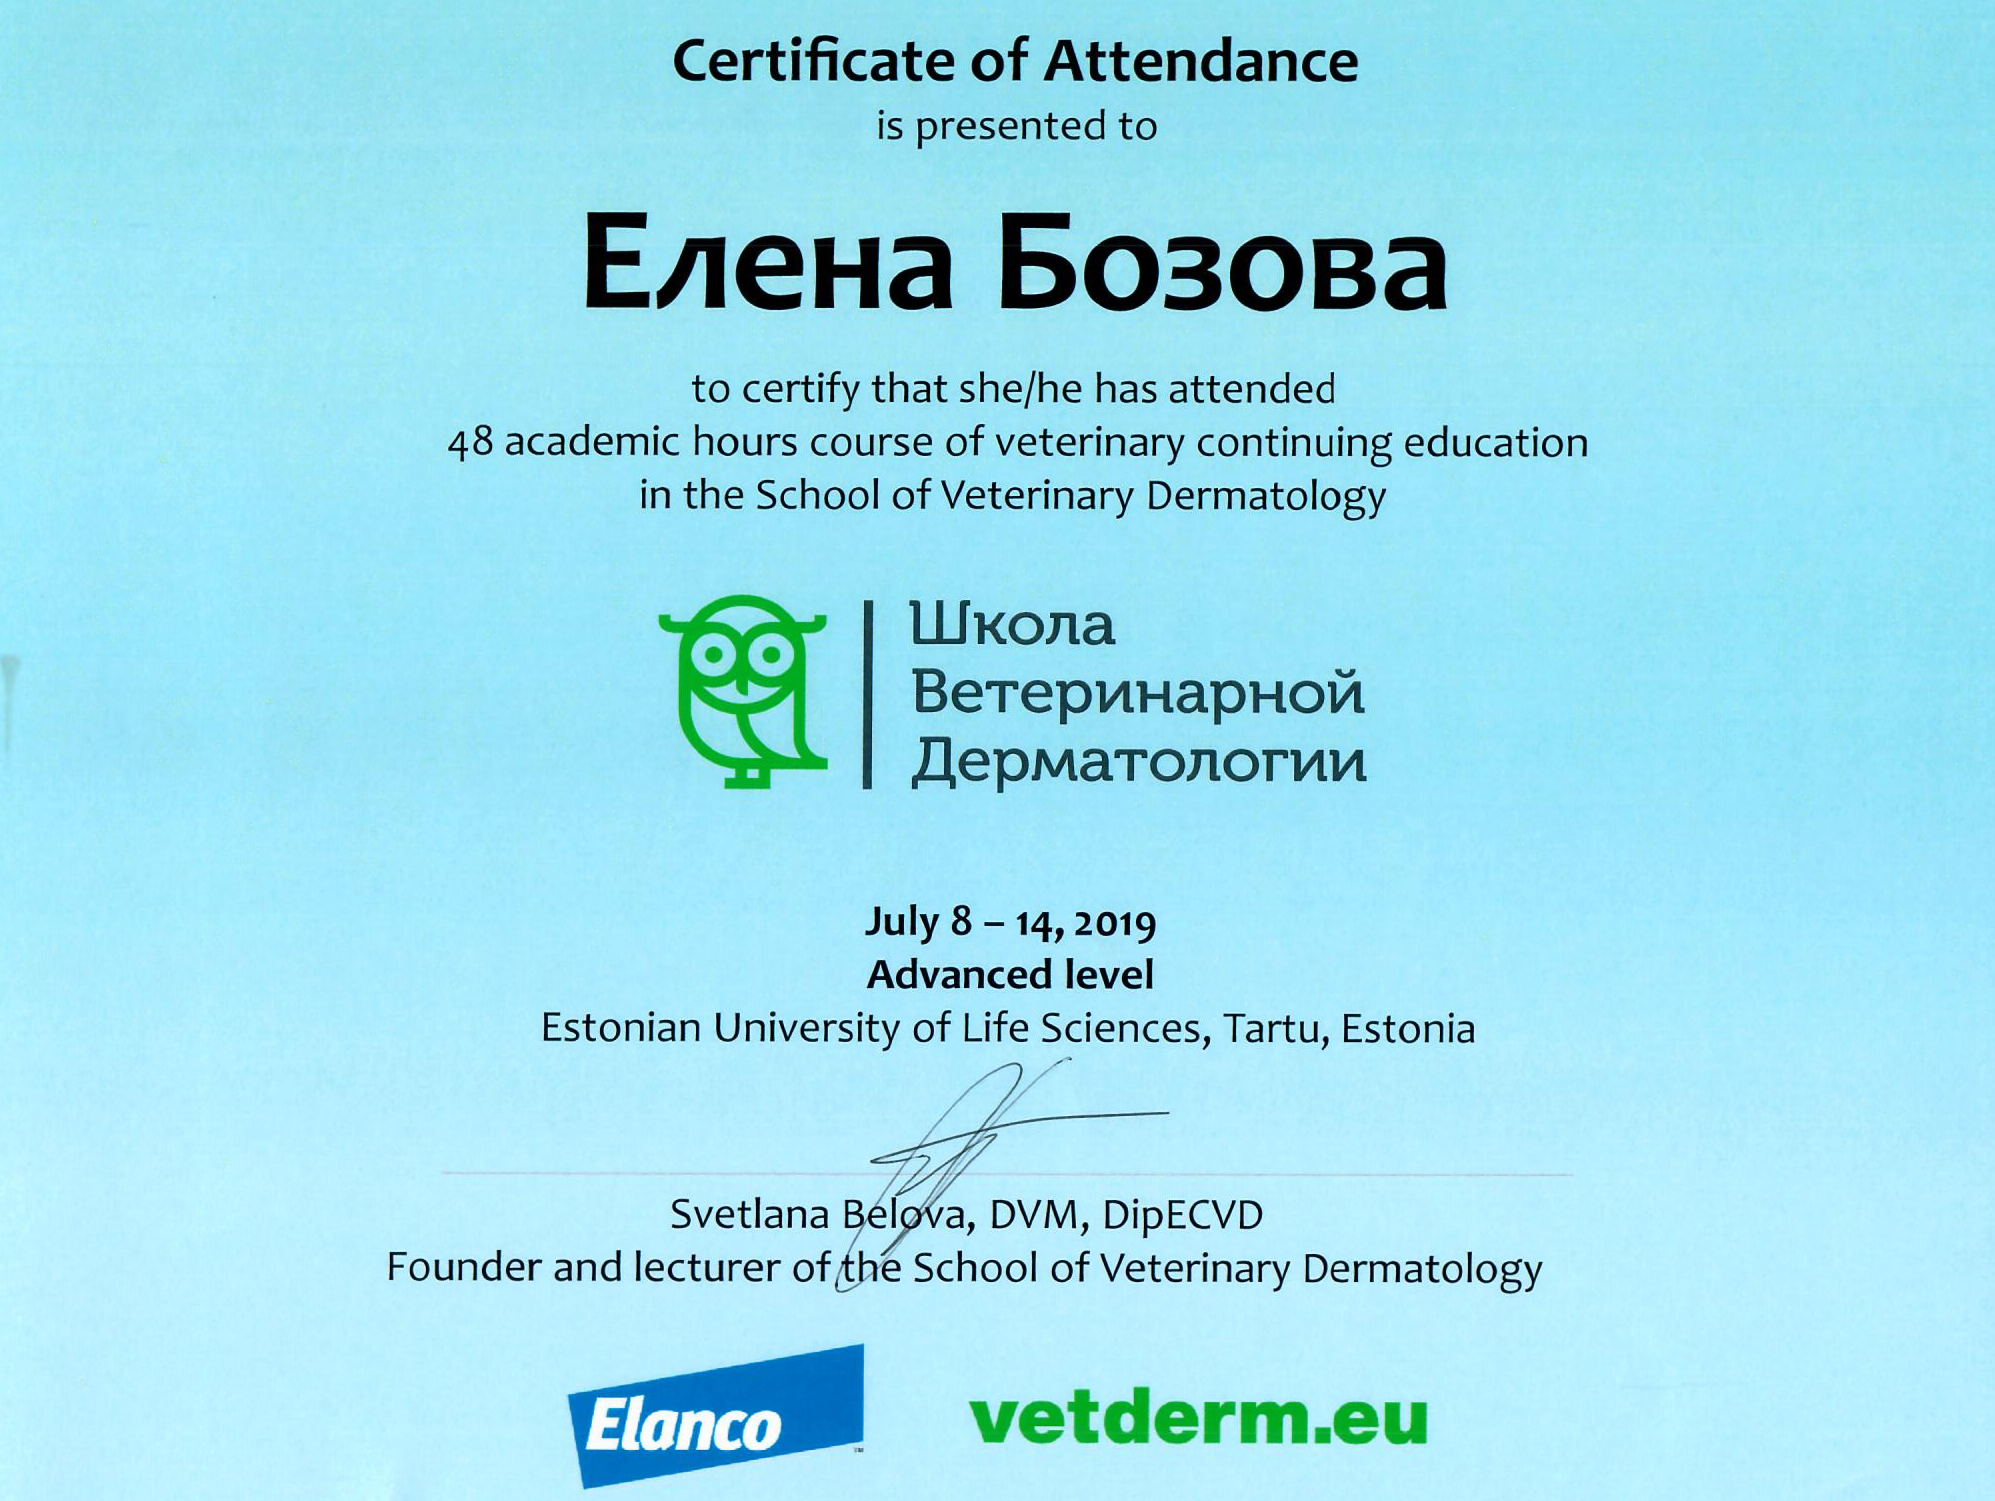 Certificate of Attendance
is presented to
Елена Бозова
to certify that she/he has attended
48 academic hours course of veterinary continuing education
in the School of Veterinary Dermatology
Школа
Ветеринарной
Дерматологии
July 8 – 14, 2019
Advanced level
Estonian University of Life Sciences, Tartu, Estonia
Svetlana Belova, DVM, DipECVD
Founder and lecturer of the School of Veterinary Dermatology
Elanco™
vetderm.eu